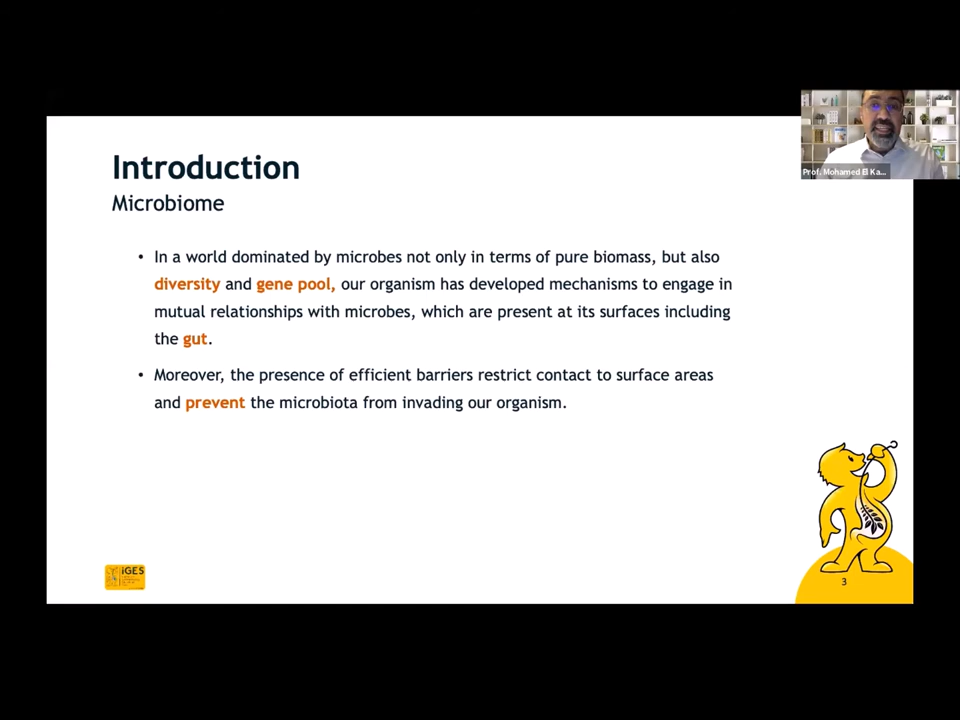 Introduction
Microbiome
• In a world dominated by microbes not only in terms of pure biomass, but also
diversity and gene pool, our organism has developed mechanisms to engage in
mutual relationships with microbes, which are present at its surfaces including
the gut.
• Moreover, the presence of efficient barriers restrict contact to surface areas
and prevent the microbiota from invading our organism.
Prof. Mohamed El Ka...
iGES
3